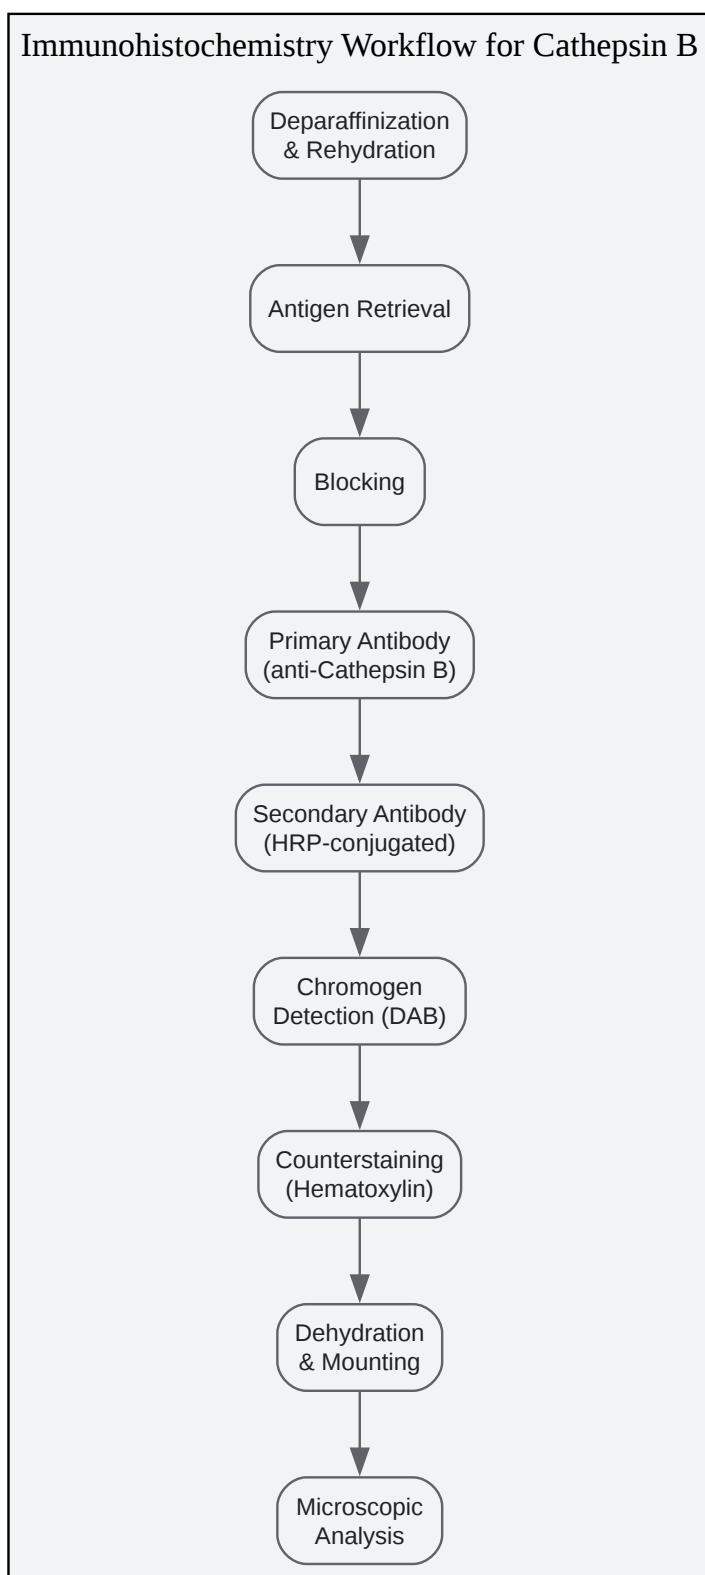 Immunohistochemistry Workflow for Cathepsin B
Deparaffinization
& Rehydration
Antigen Retrieval
Blocking
Primary Antibody
(anti-Cathepsin B)
Secondary Antibody
(HRP-conjugated)
Chromogen
Detection (DAB)
Counterstaining
(Hematoxylin)
Dehydration
& Mounting
Microscopic
Analysis